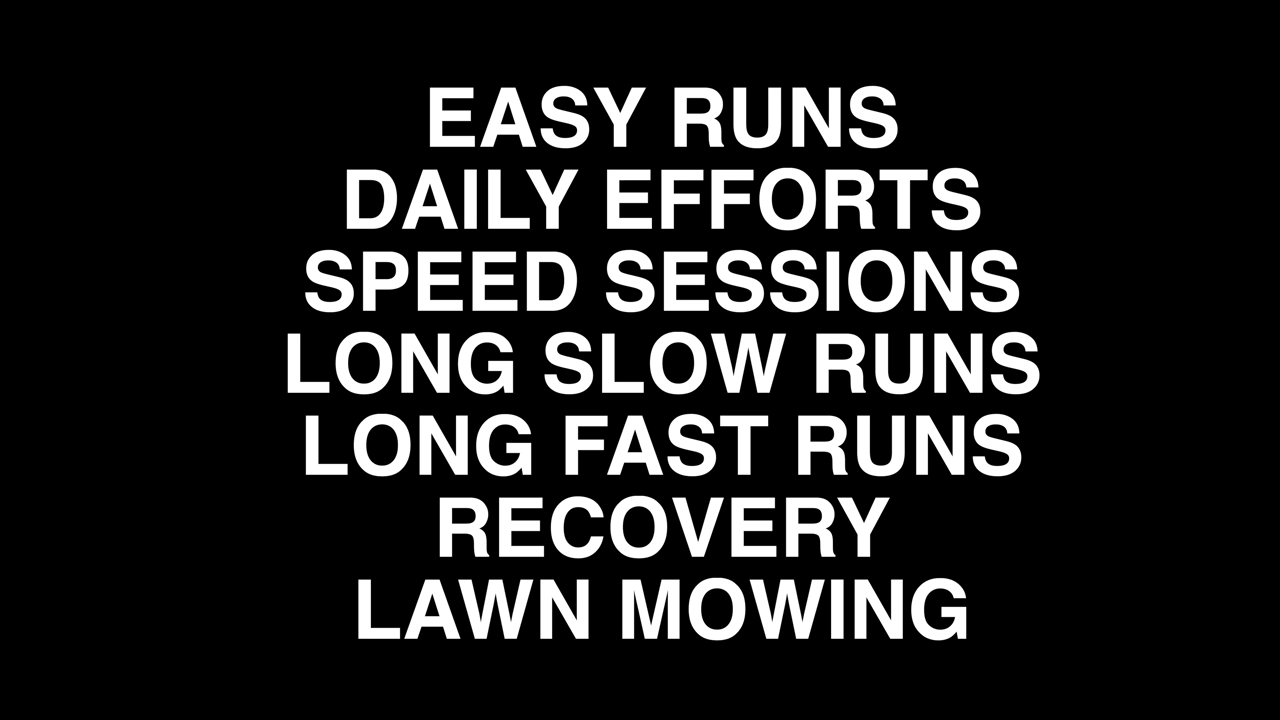 EASY RUNS
DAILY EFFORTS
SPEED SESSIONS
LONG SLOW RUNS
LONG FAST RUNS
RECOVERY
LAWN MOWING